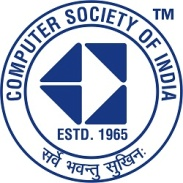 COMPUTER SOCIETY OF INDIA
TM
ESTD. 1965
सर्वे भवन्तु सुखिनः